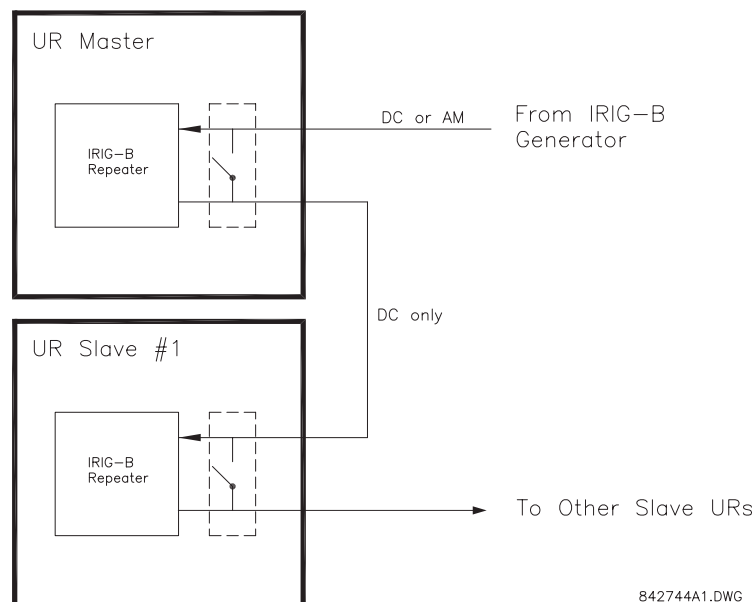 UR Master
IRIG-B
Repeater
DC or AM
From IRIG-B
Generator
DC only
UR Slave #1
IRIG-B
Repeater
To Other Slave URs
842744A1.DWG